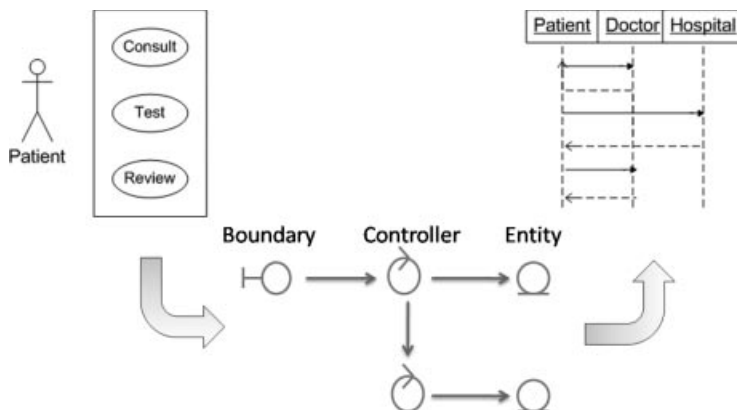 Patient
Consult
Test
Review
Patient Doctor Hospital
Boundary Controller Entity